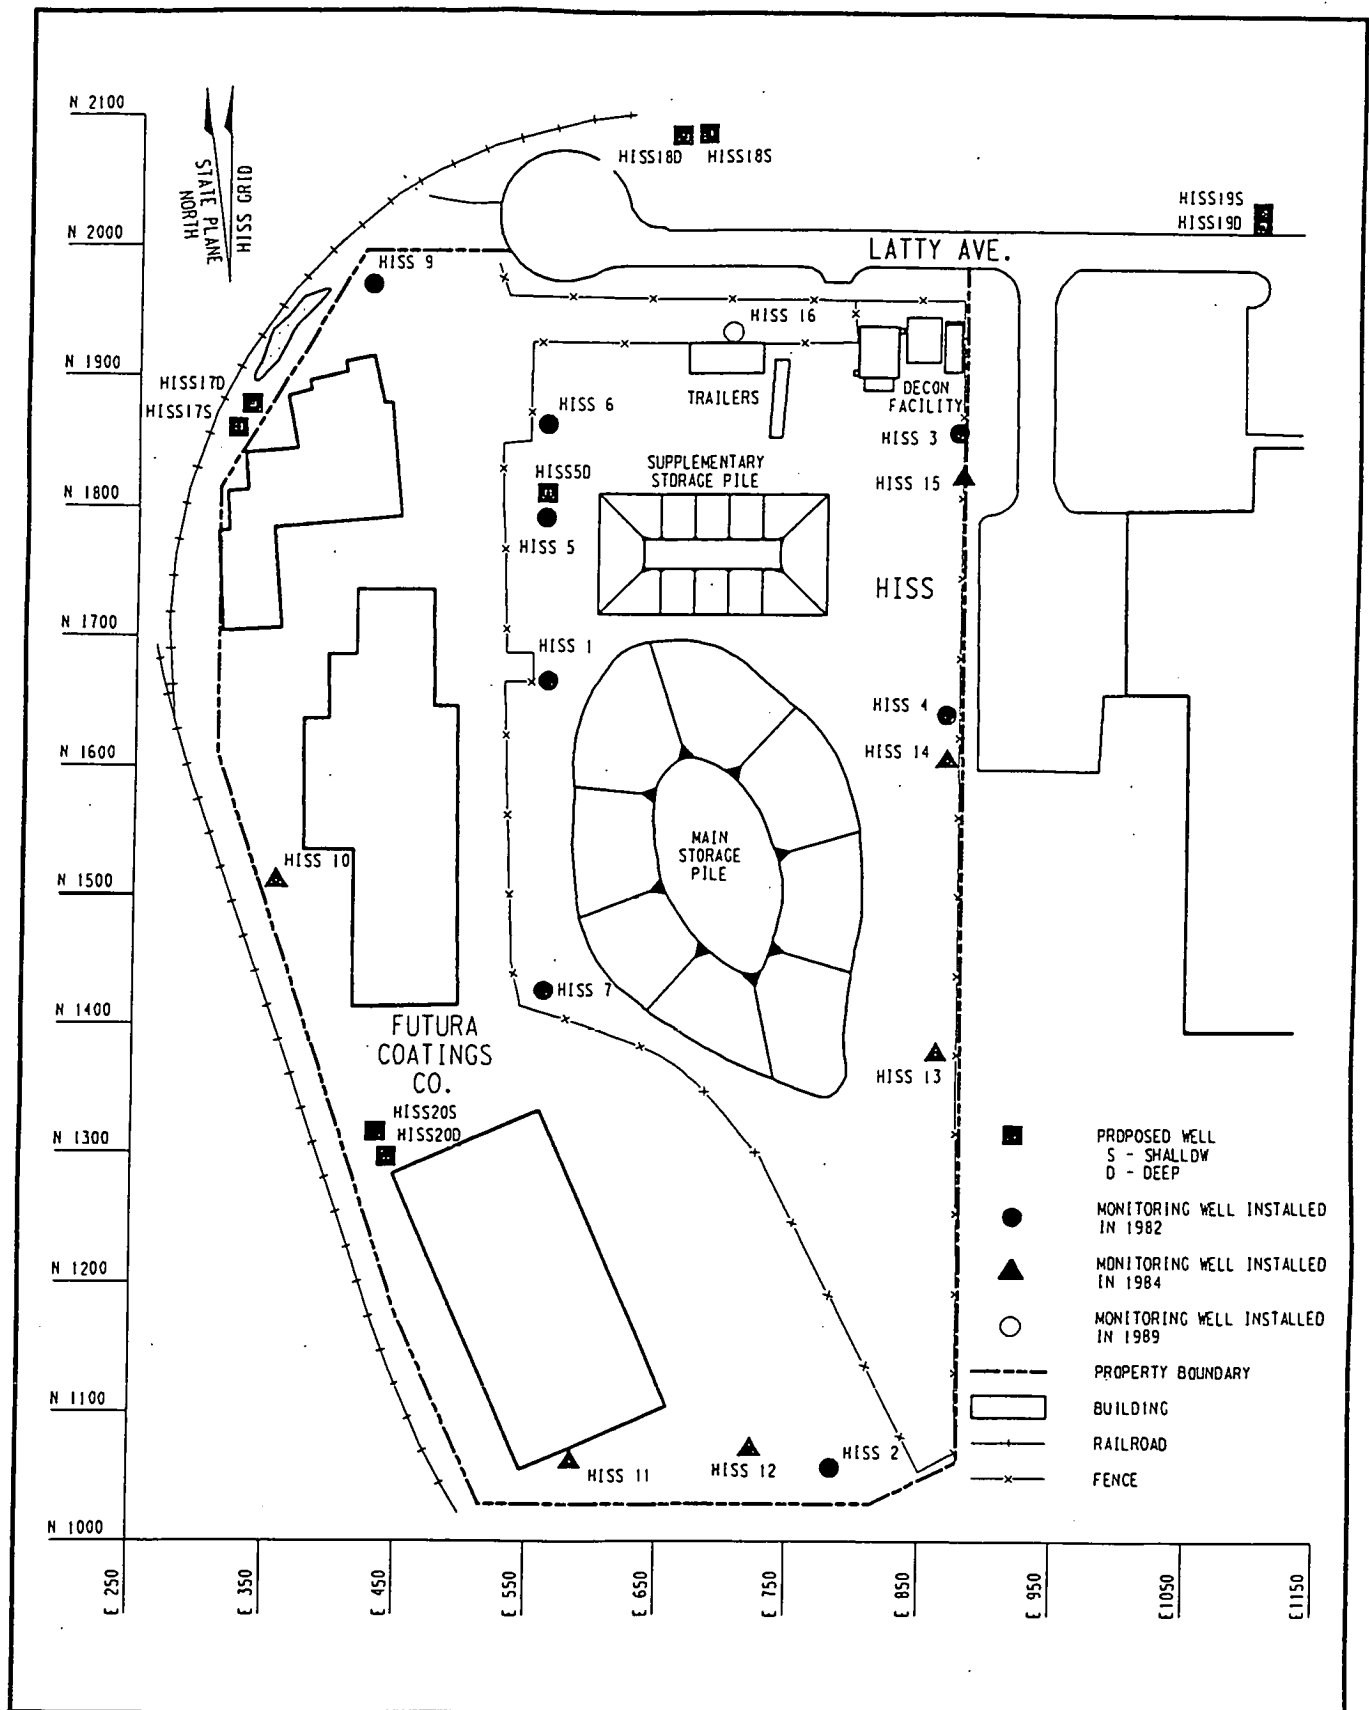 N 2100
STATE PLANE
NORTH
HISS GRID
HISS18D
HISS18S
HISS19S
HISS19D
N 2000
LATTY AVE.
HISS 9
HISS 16
N 1900
HISS17D
HISS17S
TRAILERS
DECON
FACILITY
HISS 6
HISS 3
N 1800
HISS5D
SUPPLEMENTARY
STORAGE PILE
HISS 15
HISS 5
HISS
N 1700
HISS 1
HISS 4
N 1600
HISS 14
MAIN
STORAGE
PILE
HISS 10
N 1500
HISS 7
N 1400
FUTURA
COATINGS
CO.
HISS 13
HISS20S
HISS20D
N 1300
PROPOSED WELL
S - SHALLOW
D - DEEP
MONITORING WELL INSTALLED
IN 1982
N 1200
MONITORING WELL INSTALLED
IN 1984
MONITORING WELL INSTALLED
IN 1989
PROPERTY BOUNDARY
N 1100
BUILDING
RAILROAD
FENCE
HISS 11
HISS 12
HISS 2
N 1000
E 250
E 350
E 450
E 550
E 650
E 750
E 850
E 950
E1050
E1150